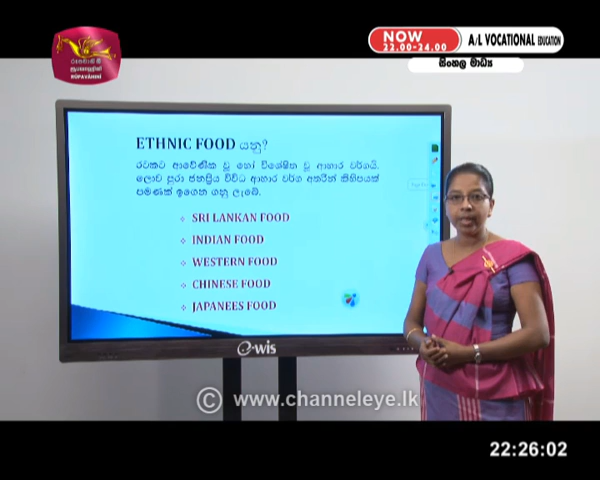 රූපවාහිනී
RUPAVAHINI
NOW
22.00-24.00
A/L VOCATIONAL EDUCATION
සිංහල මාධ්‍ය
ETHNIC FOOD යනු?
රටකට ආවේණික වූ හෝ විශේෂිත වූ ආහාර වර්ගයි.
ලොව පුරා ජනප්‍රිය විවිධ ආහාර වර්ග අතරින් කිහිපයක්
පමණක් ඉගෙන ගනු ලැබේ.
SRI LANKAN FOOD
INDIAN FOOD
WESTERN FOOD
CHINESE FOOD
JAPANEES FOOD
e-wis
© www.channeleye.lk
22:26:02